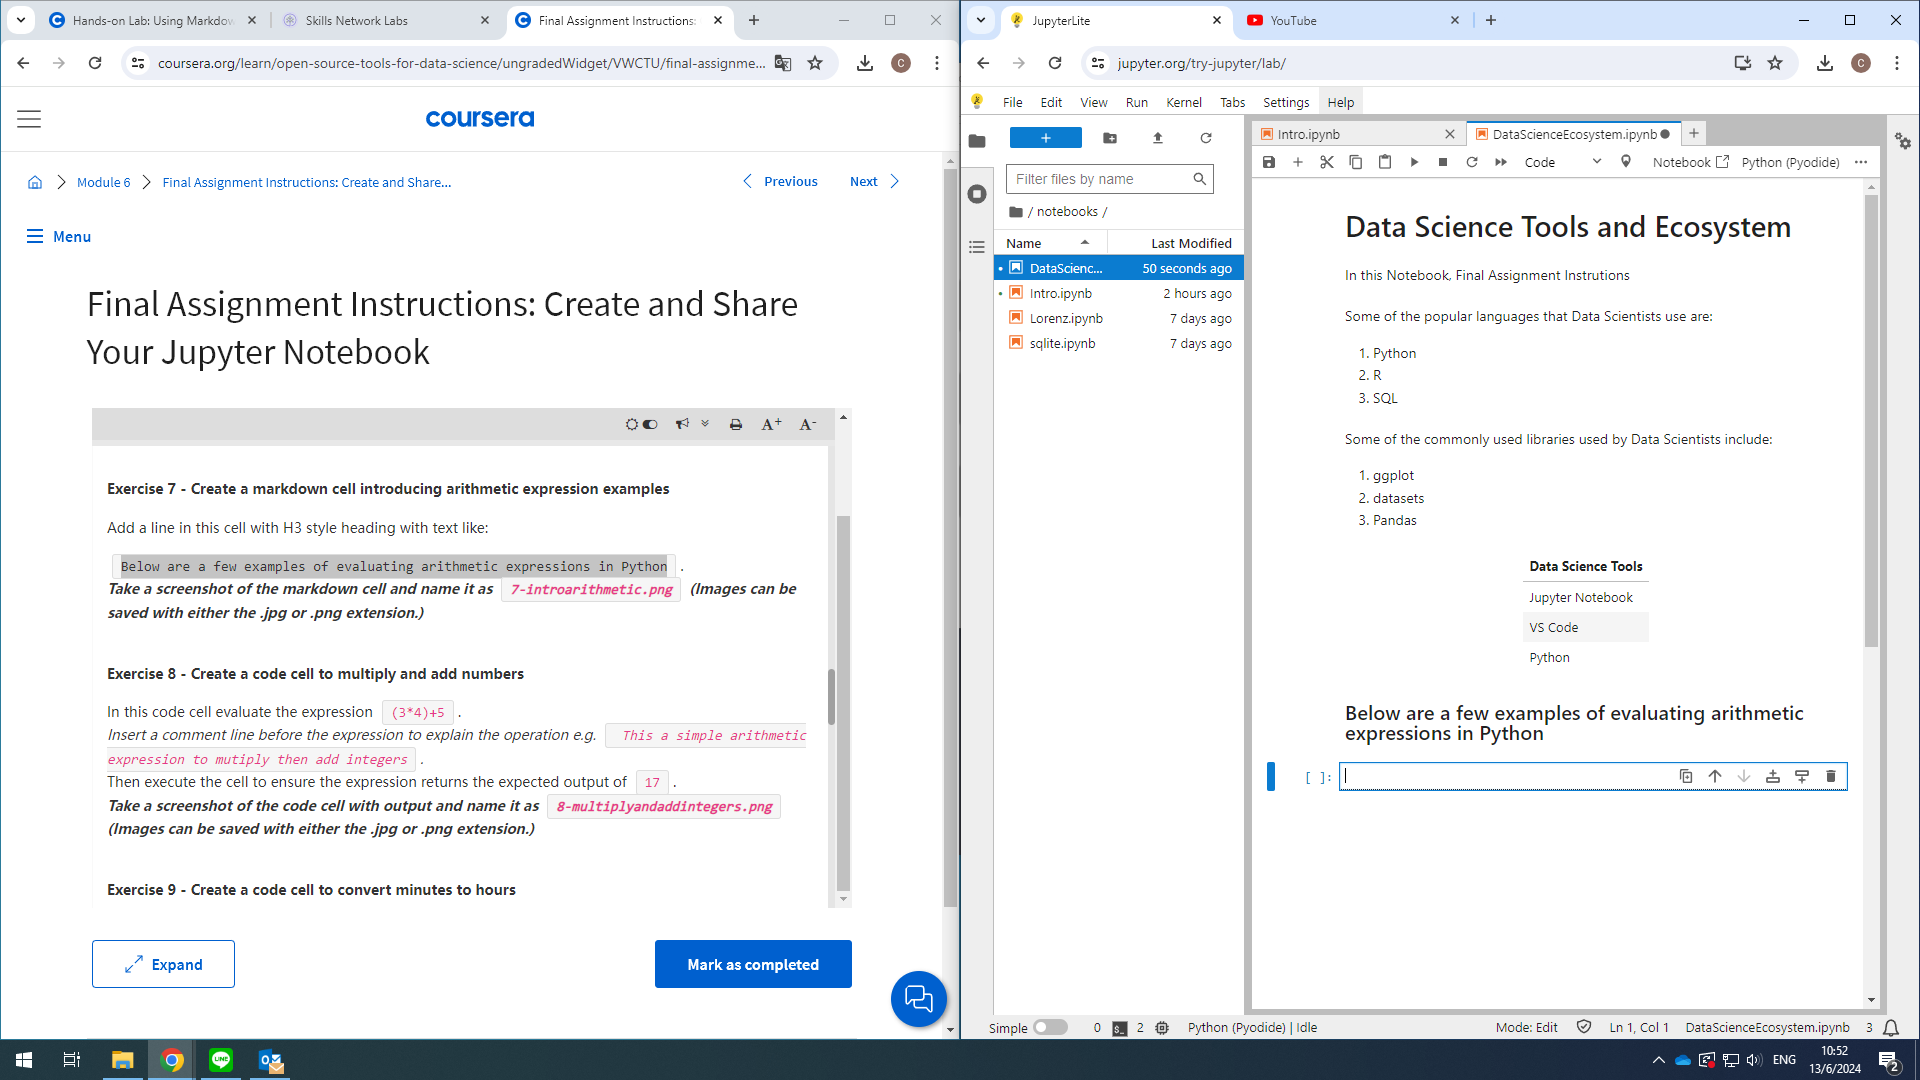 Hands-on Lab: Using Markdow
Skills Network Labs
Final Assignment Instructions:
coursera.org/learn/open-source-tools-for-data-science/ungradedWidget/VWCTU/final-assignme...
C
coursera
Module 6
Final Assignment Instructions: Create and Share...
Previous
Next
Menu
Final Assignment Instructions: Create and Share
Your Jupyter Notebook
A+
A-
Exercise 7 - Create a markdown cell introducing arithmetic expression examples
Add a line in this cell with H3 style heading with text like:
Below are a few examples of evaluating arithmetic expressions in Python .
Take a screenshot of the markdown cell and name it as 7-introarithmetic.png (Images can be
saved with either the .jpg or .png extension.)
Exercise 8 - Create a code cell to multiply and add numbers
In this code cell evaluate the expression (3*4)+5 .
Insert a comment line before the expression to explain the operation e.g. This a simple arithmetic
expression to mutiply then add integers .
Then execute the cell to ensure the expression returns the expected output of 17 .
Take a screenshot of the code cell with output and name it as 8-multiplyandaddintegers.png
(Images can be saved with either the .jpg or .png extension.)
Exercise 9 - Create a code cell to convert minutes to hours
Expand
Mark as completed
JupyterLite
YouTube
jupyter.org/try-jupyter/lab/
C
File Edit View Run Kernel Tabs Settings Help
Filter files by name
/ notebooks /
Name Last Modified
DataScienc... 50 seconds ago
Intro.ipynb 2 hours ago
Lorenz.ipynb 7 days ago
sqlite.ipynb 7 days ago
Intro.ipynb
DataScienceEcosystem.ipynb
Code
Notebook
Python (Pyodide)
Data Science Tools and Ecosystem
In this Notebook, Final Assignment Instrutions
Some of the popular languages that Data Scientists use are:
1. Python
2. R
3. SQL
Some of the commonly used libraries used by Data Scientists include:
1. ggplot
2. datasets
3. Pandas
Data Science Tools
Jupyter Notebook
VS Code
Python
Below are a few examples of evaluating arithmetic
expressions in Python
[ ]:
Simple 0 2 Python (Pyodide) | Idle
Mode: Edit Ln 1, Col 1 DataScienceEcosystem.ipynb 3
LINE
ENG
10:52
13/6/2024
2